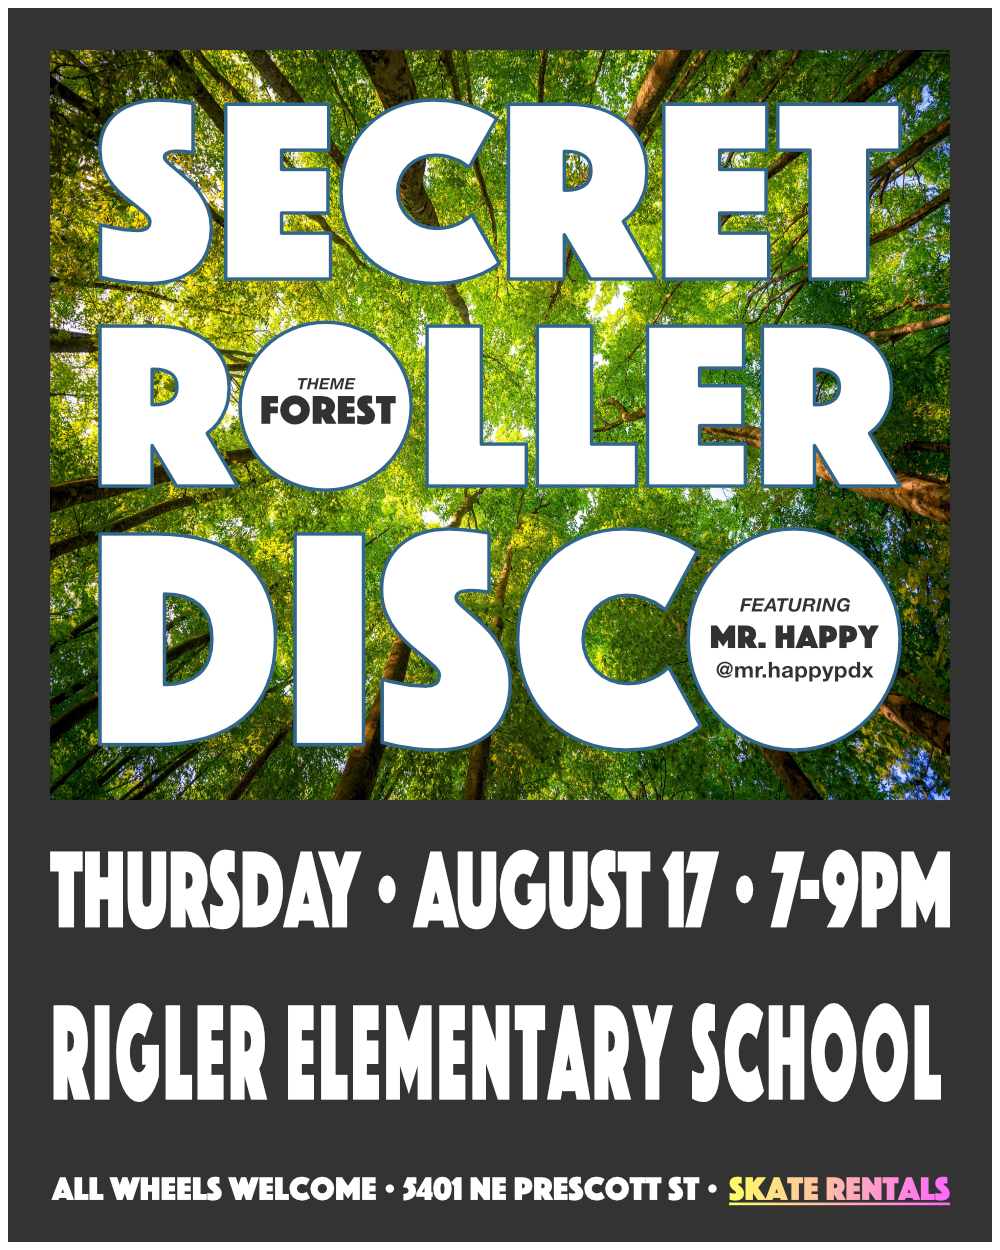 SECRET
ROLLER
THEME
FOREST
DISCO
FEATURING
MR. HAPPY
@mr.happypdx
THURSDAY • AUGUST 17 • 7-9PM
RIGLER ELEMENTARY SCHOOL
ALL WHEELS WELCOME • 5401 NE PRESCOTT ST • SKATE RENTALS